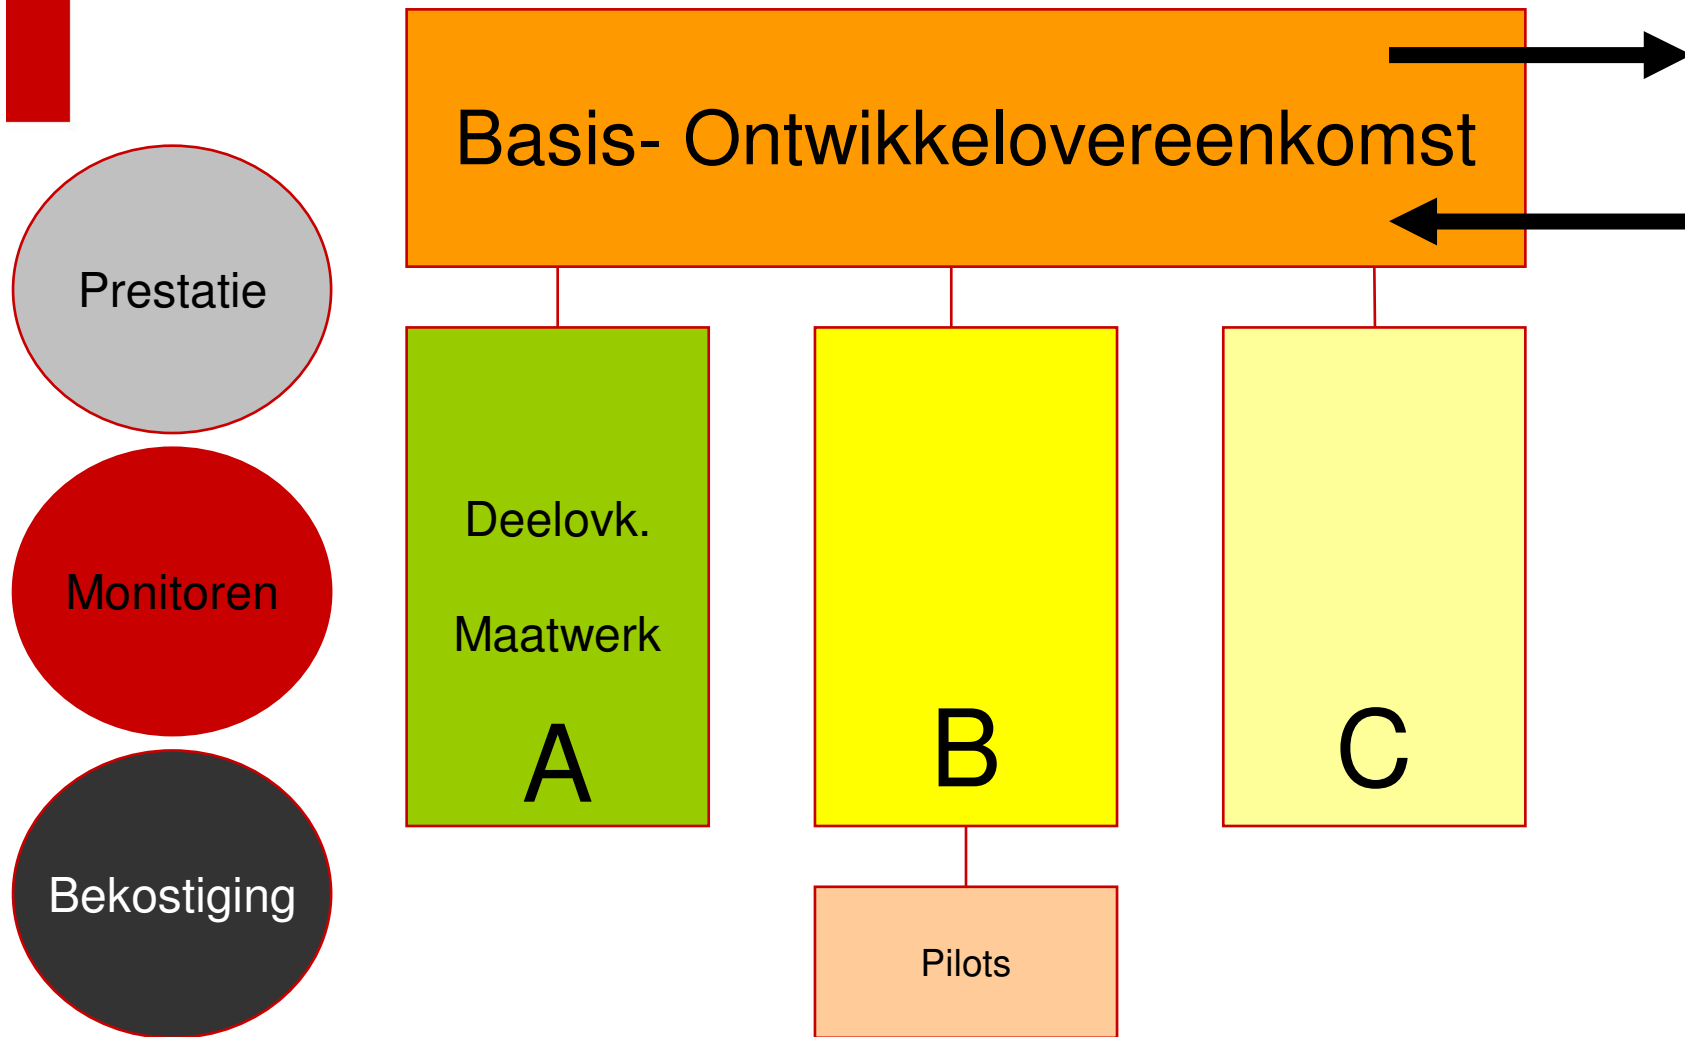 Basis- Ontwikkelovereenkomst
Prestatie
Monitoren
Bekostiging
Deelovk.
Maatwerk
A
B
C
Pilots